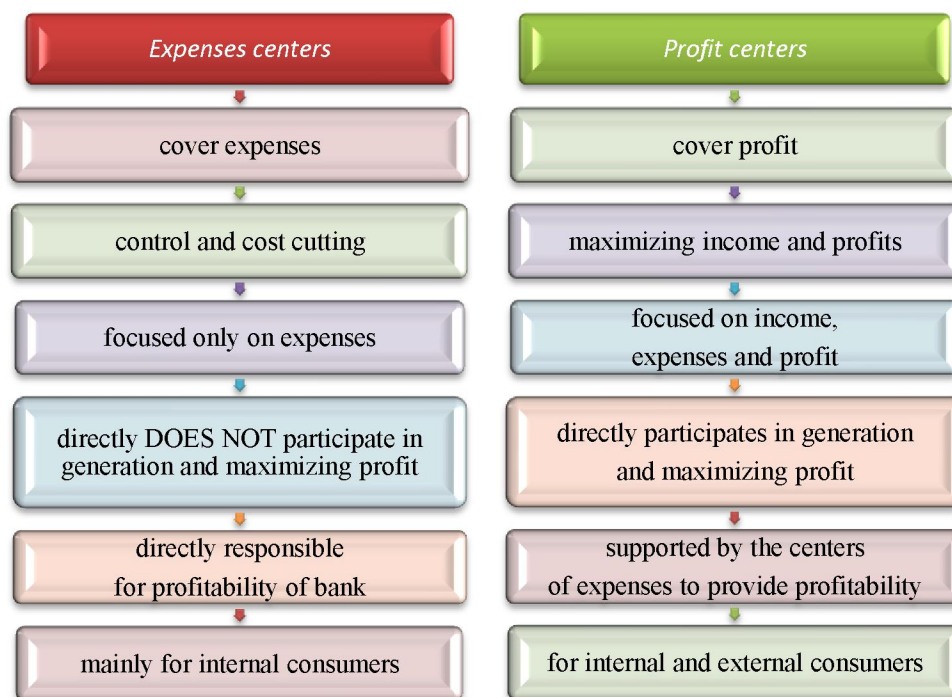 Expenses centers
cover expenses
control and cost cutting
focused only on expenses
directly DOES NOT participate in
generation and maximizing profit
directly responsible
for profitability of bank
mainly for internal consumers
Profit centers
cover profit
maximizing income and profits
focused on income,
expenses and profit
directly participates in generation
and maximizing profit
supported by the centers
of expenses to provide profitability
for internal and external consumers